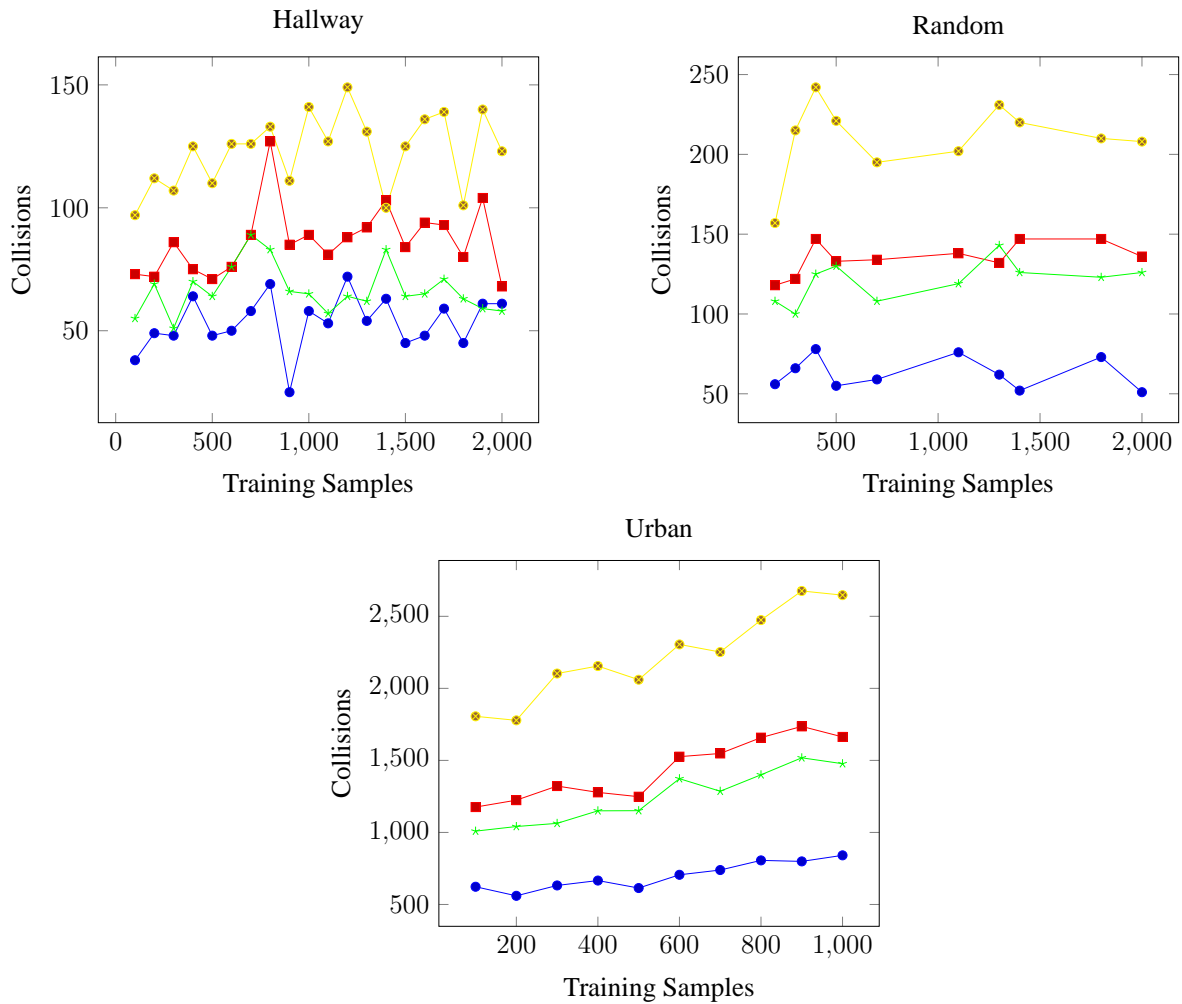 Hallway
150
100
50
Collisions
0 500 1,000 1,500 2,000
Training Samples
Random
250
200
150
100
50
Collisions
500 1,000 1,500 2,000
Training Samples
Urban
2,500
2,000
1,500
1,000
500
Collisions
200 400 600 800 1,000
Training Samples